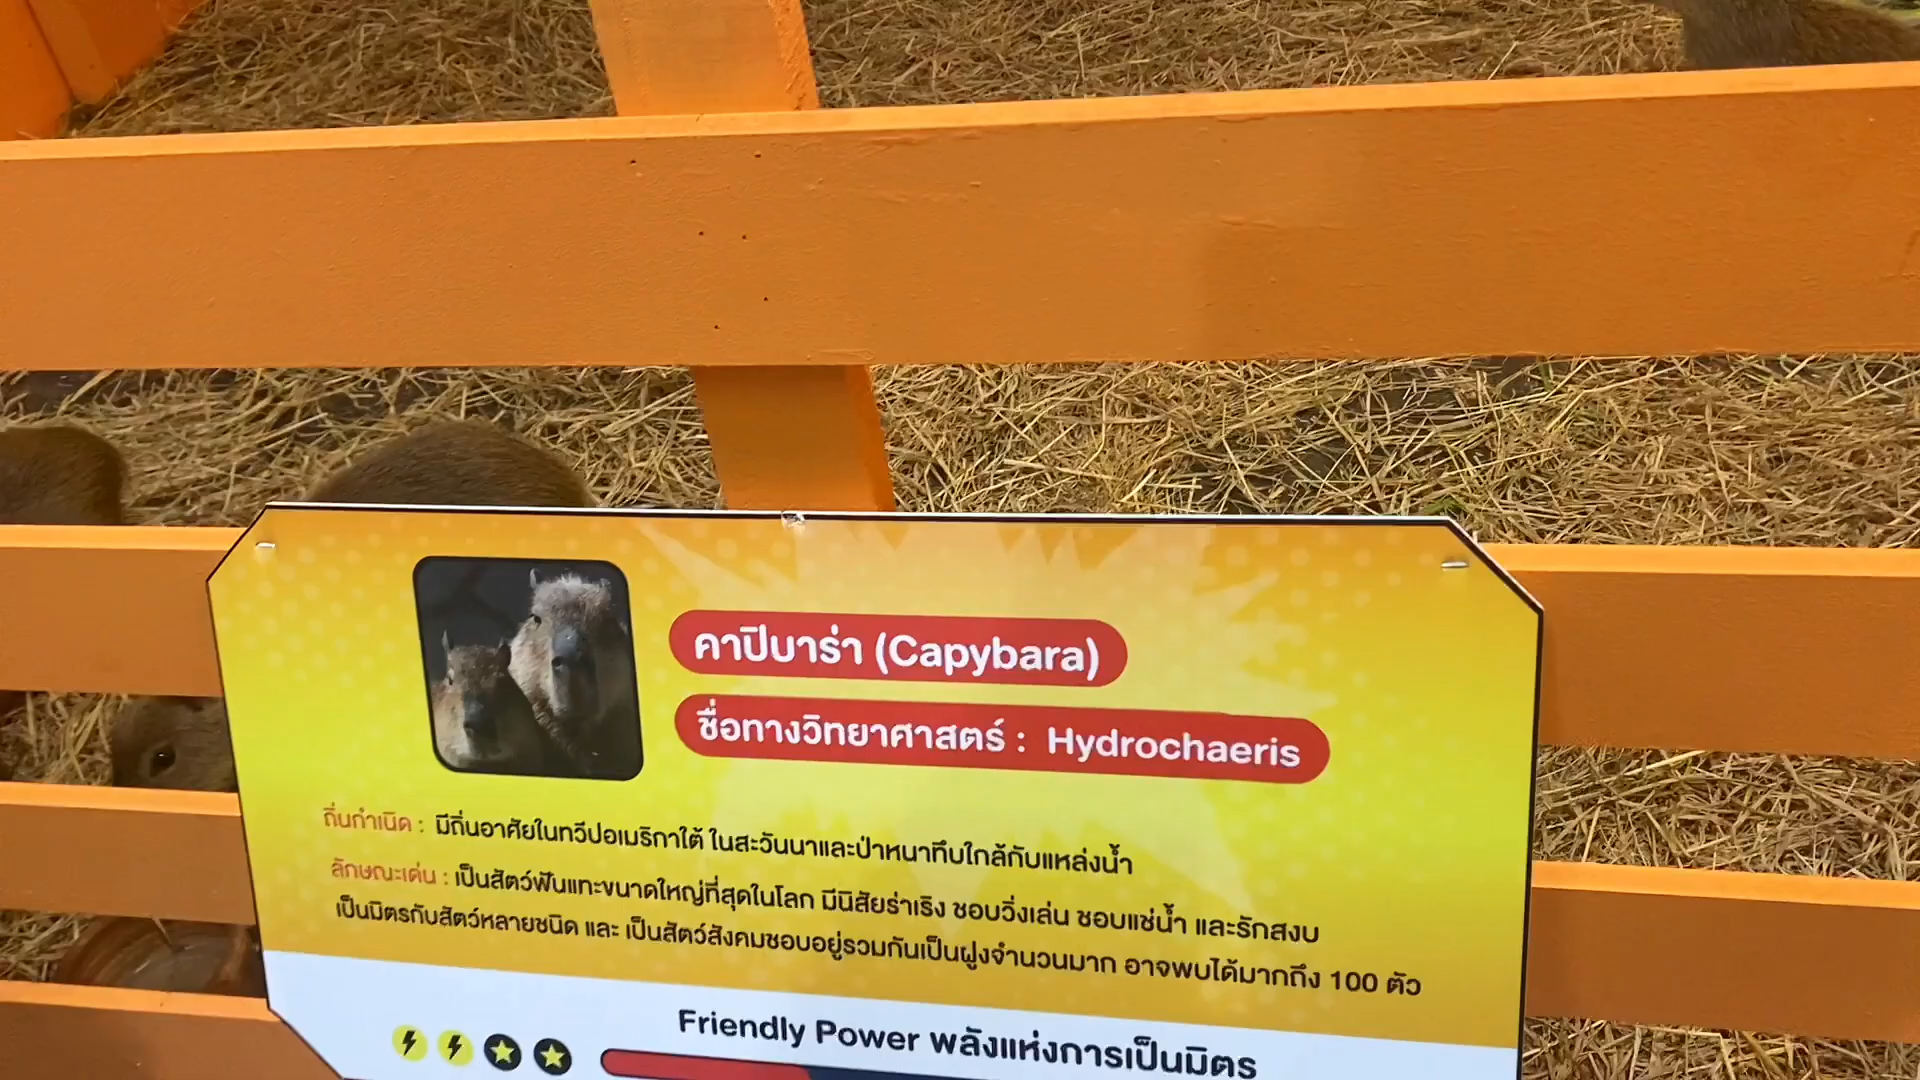 คาปิบาร่า (Capybara)
ชื่อทางวิทยาศาสตร์ : Hydrochaeris
ถิ่นกำเนิด : มีถิ่นอาศัยในทวีปอเมริกาใต้ ในสะวันนาและป่าหนาทึบใกล้กับแหล่งน้ำ
ลักษณะเด่น : เป็นสัตว์ฟันแทะขนาดใหญ่ที่สุดในโลก มีนิสัยร่าเริง ชอบวิ่งเล่น ชอบแช่น้ำ และรักสงบ
เป็นมิตรกับสัตว์หลายชนิด และ เป็นสัตว์สังคมชอบอยู่รวมกันเป็นฝูงจำนวนมาก อาจพบได้มากถึง 100 ตัว
Friendly Power พลังแห่งการเป็นมิตร